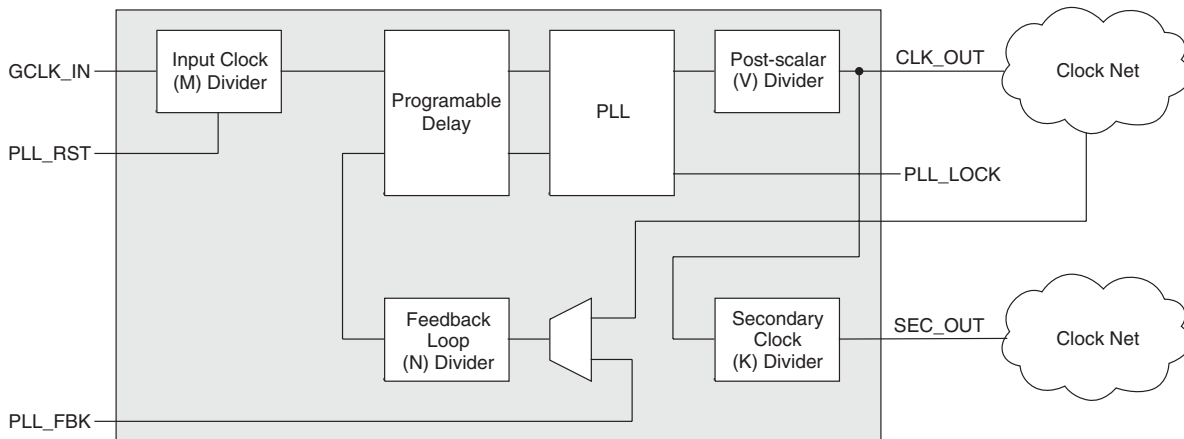 GCLK_IN
Input Clock
(M) Divider
Programable
Delay
PLL
Post-scalar
(V) Divider
CLK_OUT
Clock Net
PLL_RST
PLL_LOCK
Feedback
Loop
(N) Divider
Secondary
Clock
(K) Divider
SEC_OUT
Clock Net
PLL_FBK